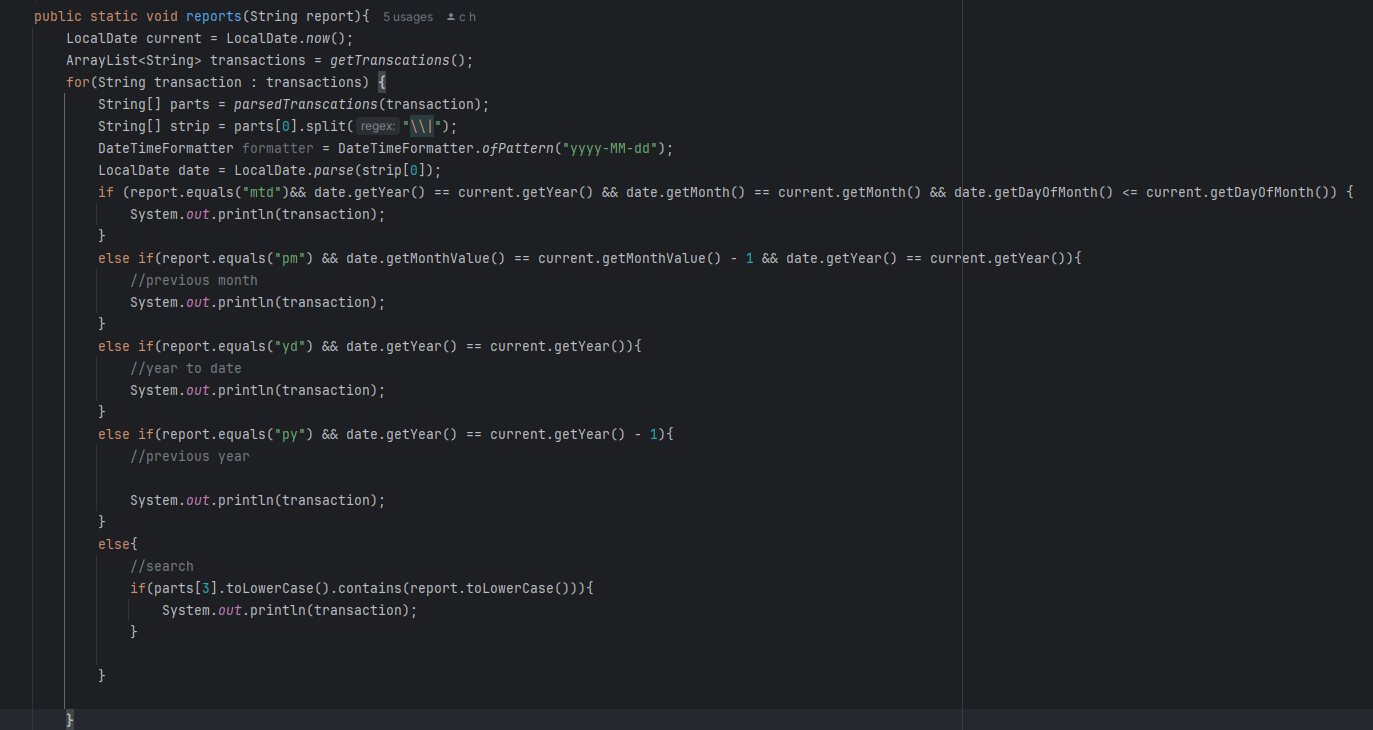 public static void reports(String report){ 5 usages c h
LocalDate current = LocalDate.now();
ArrayList<String> transactions = getTranscations();
for(String transaction : transactions) {
String[] parts = parsedTranscations(transaction);
String[] strip = parts[0].split( regex: "\\|");
DateTimeFormatter formatter = DateTimeFormatter.ofPattern("yyyy-MM-dd");
LocalDate date = LocalDate.parse(strip[0]);
if (report.equals("mtd")&& date.getYear() == current.getYear() && date.getMonth() == current.getMonth() && date.getDayOfMonth() <= current.getDayOfMonth()) {
System.out.println(transaction);
}
else if(report.equals("pm") && date.getMonthValue() == current.getMonthValue() - 1 && date.getYear() == current.getYear()){
//previous month
System.out.println(transaction);
}
else if(report.equals("yd") && date.getYear() == current.getYear()){
//year to date
System.out.println(transaction);
}
else if(report.equals("py") && date.getYear() == current.getYear() - 1){
//previous year
System.out.println(transaction);
}
else{
//search
if(parts[3].toLowerCase().contains(report.toLowerCase())){
System.out.println(transaction);
}
}
}